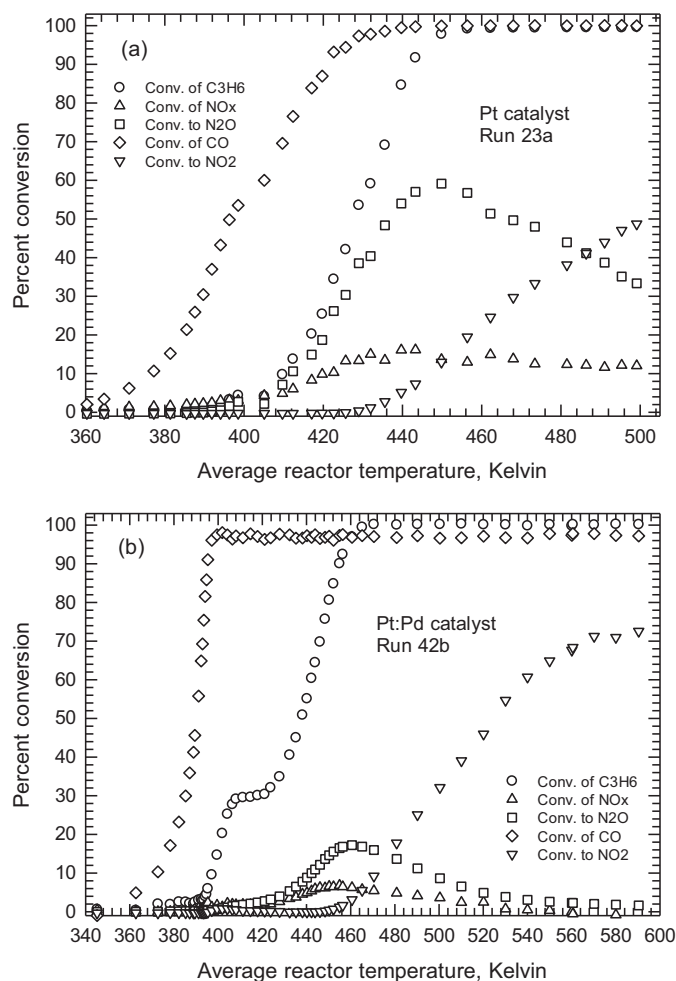 (a)
Percent conversion
100
90
80
70
60
50
40
30
20
10
0
Conv. of C3H6
Conv. of NOx
Conv. to N2O
Conv. of CO
Conv. to NO2
Pt catalyst
Run 23a
360 380 400 420 440 460 480 500
Average reactor temperature, Kelvin
(b)
Percent conversion
100
90
80
70
60
50
40
30
20
10
0
Pt:Pd catalyst
Run 42b
Conv. of C3H6
Conv. of NOx
Conv. to N2O
Conv. of CO
Conv. to NO2
340 360 380 400 420 440 460 480 500 520 540 560 580 600
Average reactor temperature, Kelvin